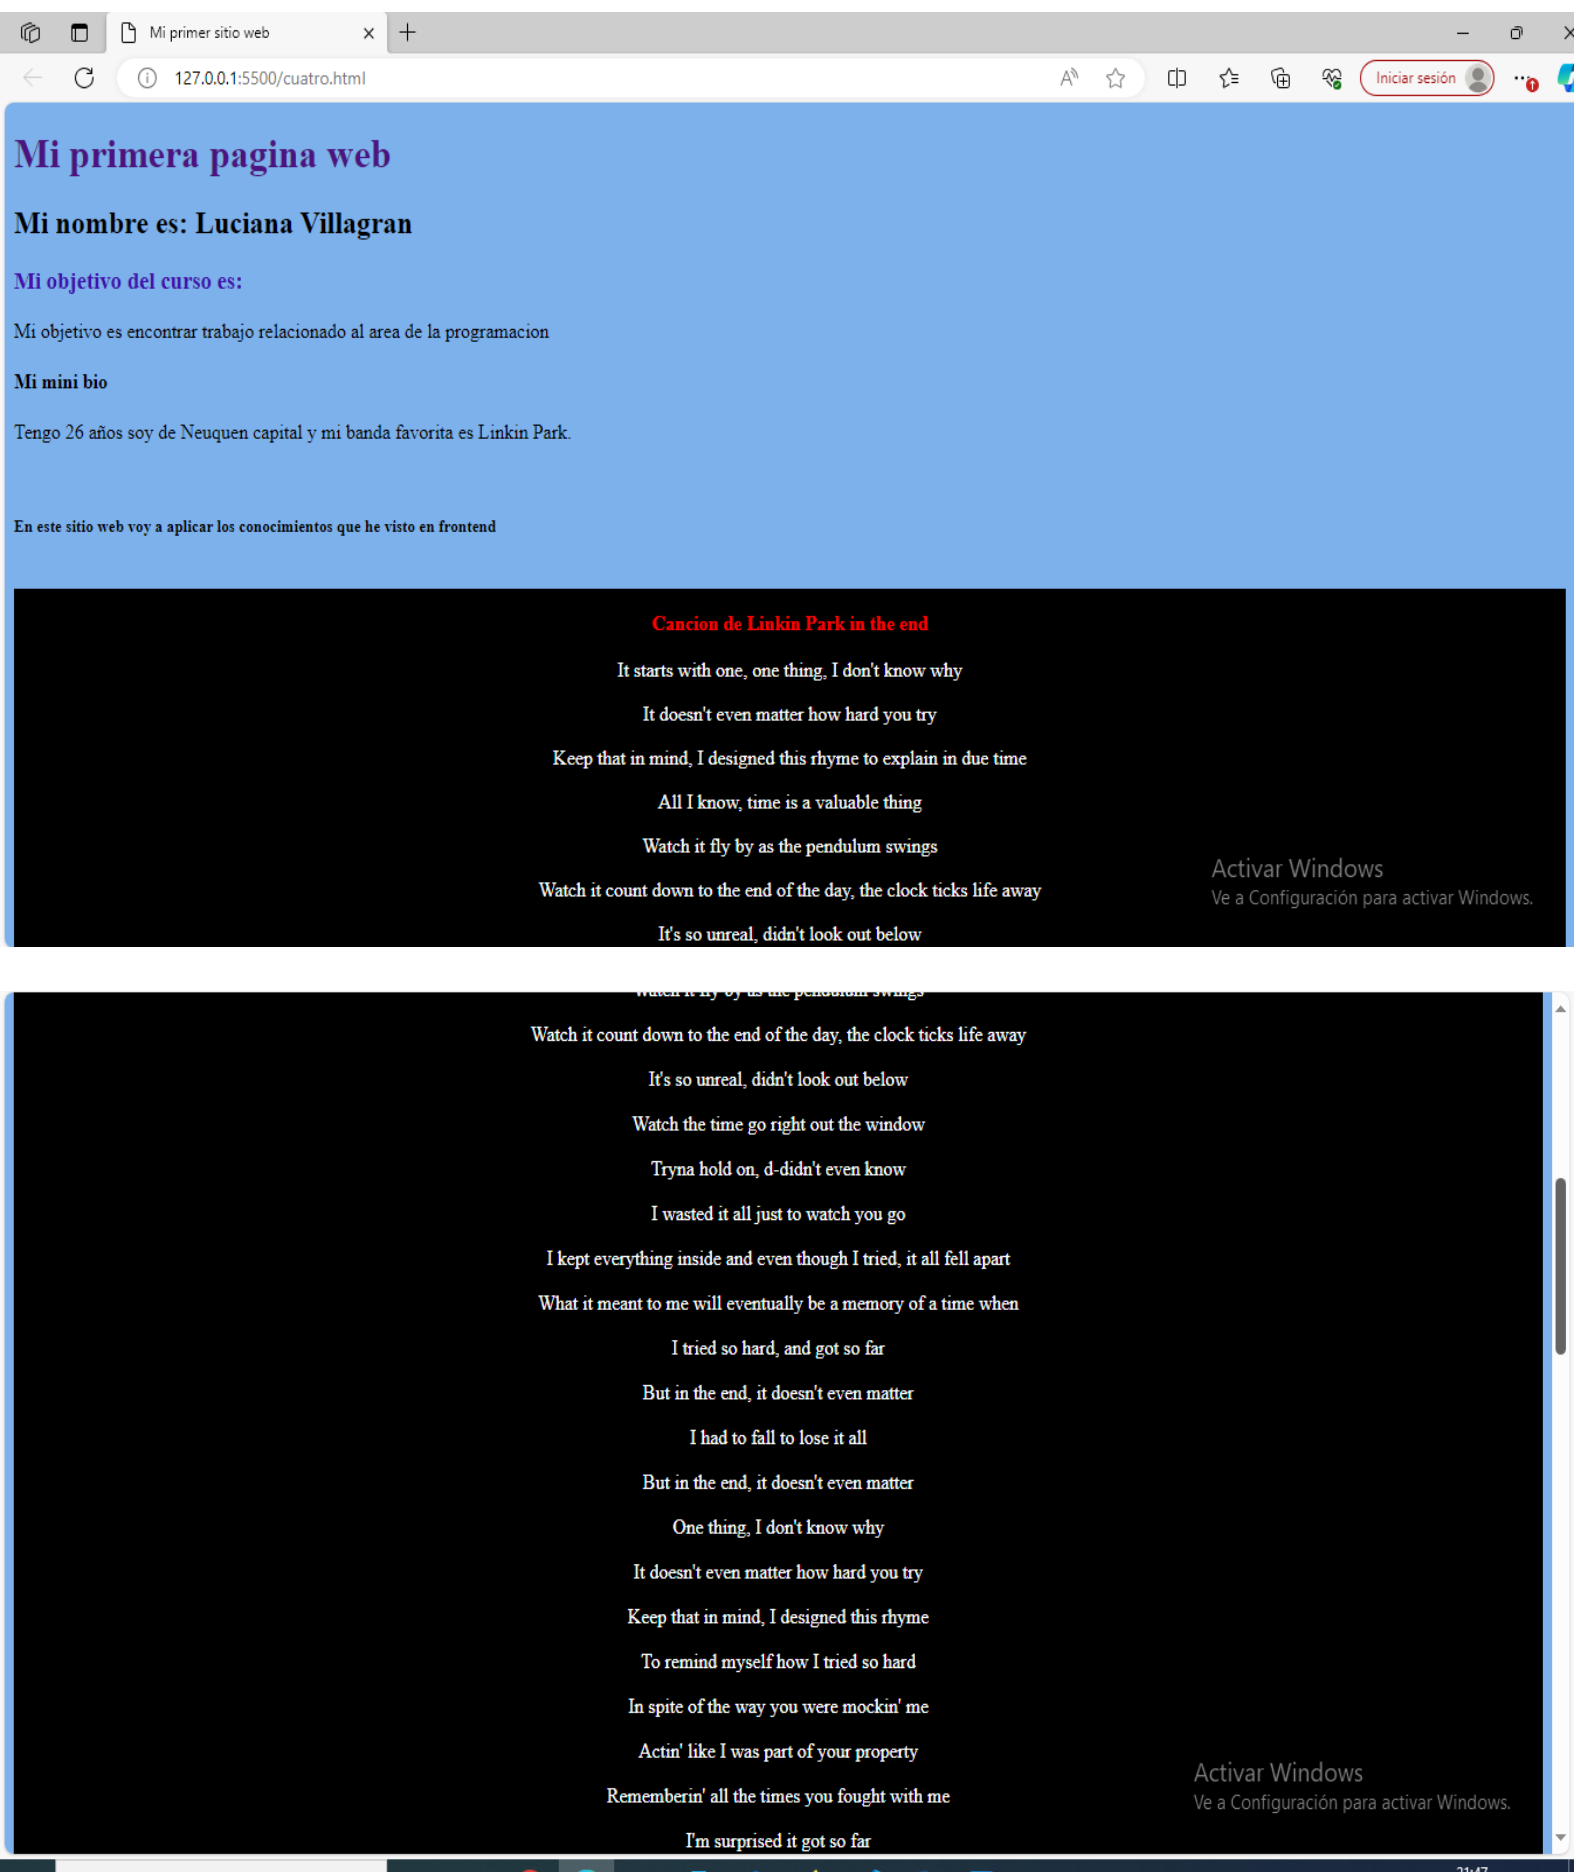 Mi primer sitio web
127.0.0.1:5500/cuatro.html
Iniciar sesión
Mi primera pagina web
Mi nombre es: Luciana Villagran
Mi objetivo del curso es:
Mi objetivo es encontrar trabajo relacionado al area de la programacion
Mi mini bio
Tengo 26 años soy de Neuquen capital y mi banda favorita es Linkin Park.
En este sitio web voy a aplicar los conocimientos que he visto en frontend
Cancion de Linkin Park in the end
It starts with one, one thing, I don't know why
It doesn't even matter how hard you try
Keep that in mind, I designed this rhyme to explain in due time
All I know, time is a valuable thing
Watch it fly by as the pendulum swings
Watch it count down to the end of the day, the clock ticks life away
It's so unreal, didn't look out below
Activar Windows
Ve a Configuración para activar Windows.
Watch it fly by as the pendulum swings
Watch it count down to the end of the day, the clock ticks life away
It's so unreal, didn't look out below
Watch the time go right out the window
Tryna hold on, d-didn't even know
I wasted it all just to watch you go
I kept everything inside and even though I tried, it all fell apart
What it meant to me will eventually be a memory of a time when
I tried so hard, and got so far
But in the end, it doesn't even matter
I had to fall to lose it all
But in the end, it doesn't even matter
One thing, I don't know why
It doesn't even matter how hard you try
Keep that in mind, I designed this rhyme
To remind myself how I tried so hard
In spite of the way you were mockin' me
Actin' like I was part of your property
Rememberin' all the times you fought with me
I'm surprised it got so far
Activar Windows
Ve a Configuración para activar Windows.